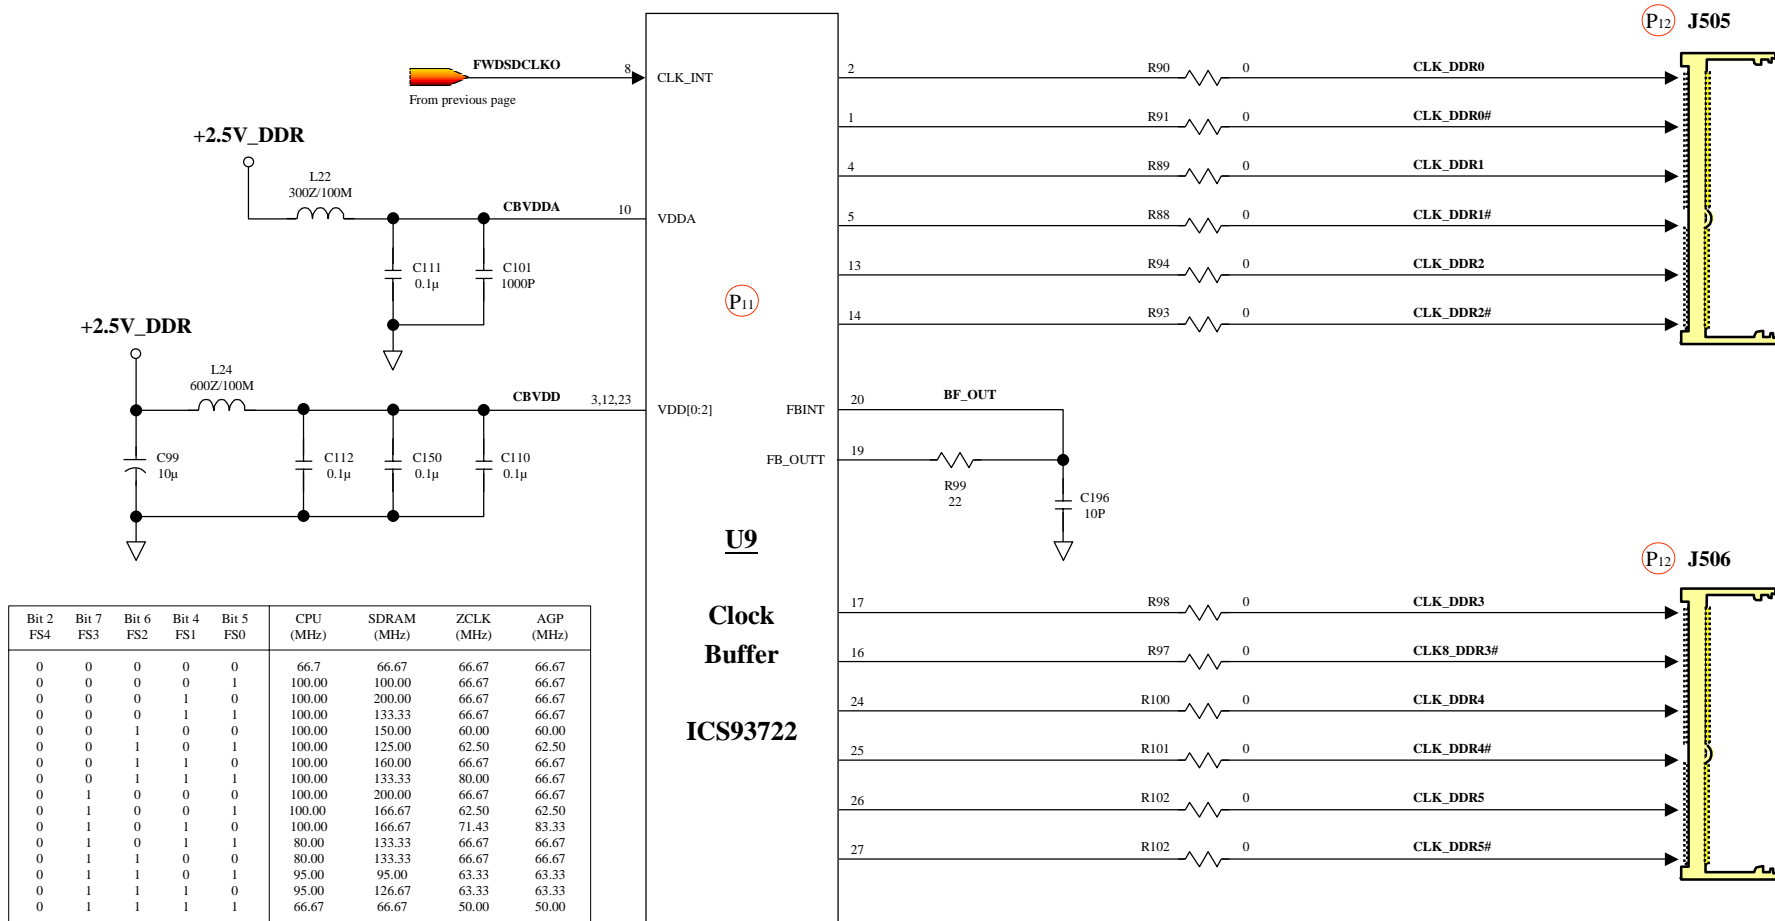 P12 J505
FWDSDCLKO
8
CLK_INT
From previous page
2 R90 0 CLK_DDR0
1 R91 0 CLK_DDR0#
+2.5V_DDR
4 R89 0 CLK_DDR1
L22
300Z/100M
CBVDDA 10 VDDA
5 R88 0 CLK_DDR1#
C111
0.1µ
C101
1000P
13 R94 0 CLK_DDR2
P11
14 R93 0 CLK_DDR2#
+2.5V_DDR
L24
600Z/100M
CBVDD 3,12,23 VDD[0:2]
FBINT 20 BF_OUT
C99
10µ
C112
0.1µ
C150
0.1µ
C110
0.1µ
FB_OUTT 19
R99
22
C196
10P
U9
P12 J506
Clock
Buffer
ICS93722
17 R98 0 CLK_DDR3
16 R97 0 CLK8_DDR3#
24 R100 0 CLK_DDR4
25 R101 0 CLK_DDR4#
26 R102 0 CLK_DDR5
27 R102 0 CLK_DDR5#
Bit 2 Bit 7 Bit 6 Bit 4 Bit 5 CPU SDRAM ZCLK AGP
FS4 FS3 FS2 FS1 FS0 (MHz) (MHz) (MHz) (MHz)
0 0 0 0 0 66.7 66.67 66.67 66.67
0 0 0 0 1 100.00 100.00 66.67 66.67
0 0 0 1 0 100.00 200.00 66.67 66.67
0 0 0 1 1 100.00 133.33 66.67 66.67
0 0 1 0 0 100.00 150.00 60.00 60.00
0 0 1 0 1 100.00 125.00 62.50 62.50
0 0 1 1 0 100.00 160.00 66.67 66.67
0 0 1 1 1 100.00 133.33 80.00 66.67
0 1 0 0 0 100.00 200.00 66.67 66.67
0 1 0 0 1 100.00 166.67 62.50 62.50
0 1 0 1 0 100.00 166.67 71.43 83.33
0 1 0 1 1 80.00 133.33 66.67 66.67
0 1 1 0 0 80.00 133.33 66.67 66.67
0 1 1 0 1 95.00 95.00 63.33 63.33
0 1 1 1 0 95.00 126.67 63.33 63.33
0 1 1 1 1 66.67 66.67 50.00 50.00